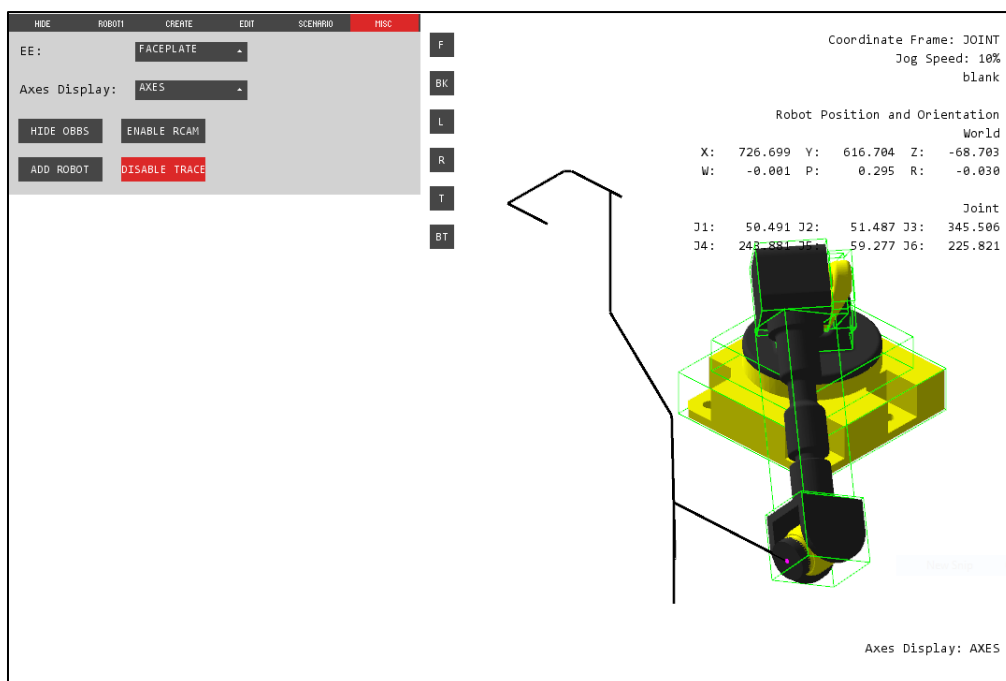 HIDE ROBOT1 CREATE EDIT SCENARIO MISC
EE: FACEPLATE
Axes Display: AXES
HIDE OBBS ENABLE RCAM
ADD ROBOT DISABLE TRACE
F
BK
L
R
T
BT
Coordinate Frame: JOINT
Jog Speed: 10%
blank
Robot Position and Orientation
World
X: 726.699 Y: 616.704 Z: -68.703
W: -0.001 P: 0.295 R: -0.030
Joint
J1: 50.491 J2: 51.487 J3: 345.506
J4: J5: 59.277 J6: 225.821
Axes Display: AXES